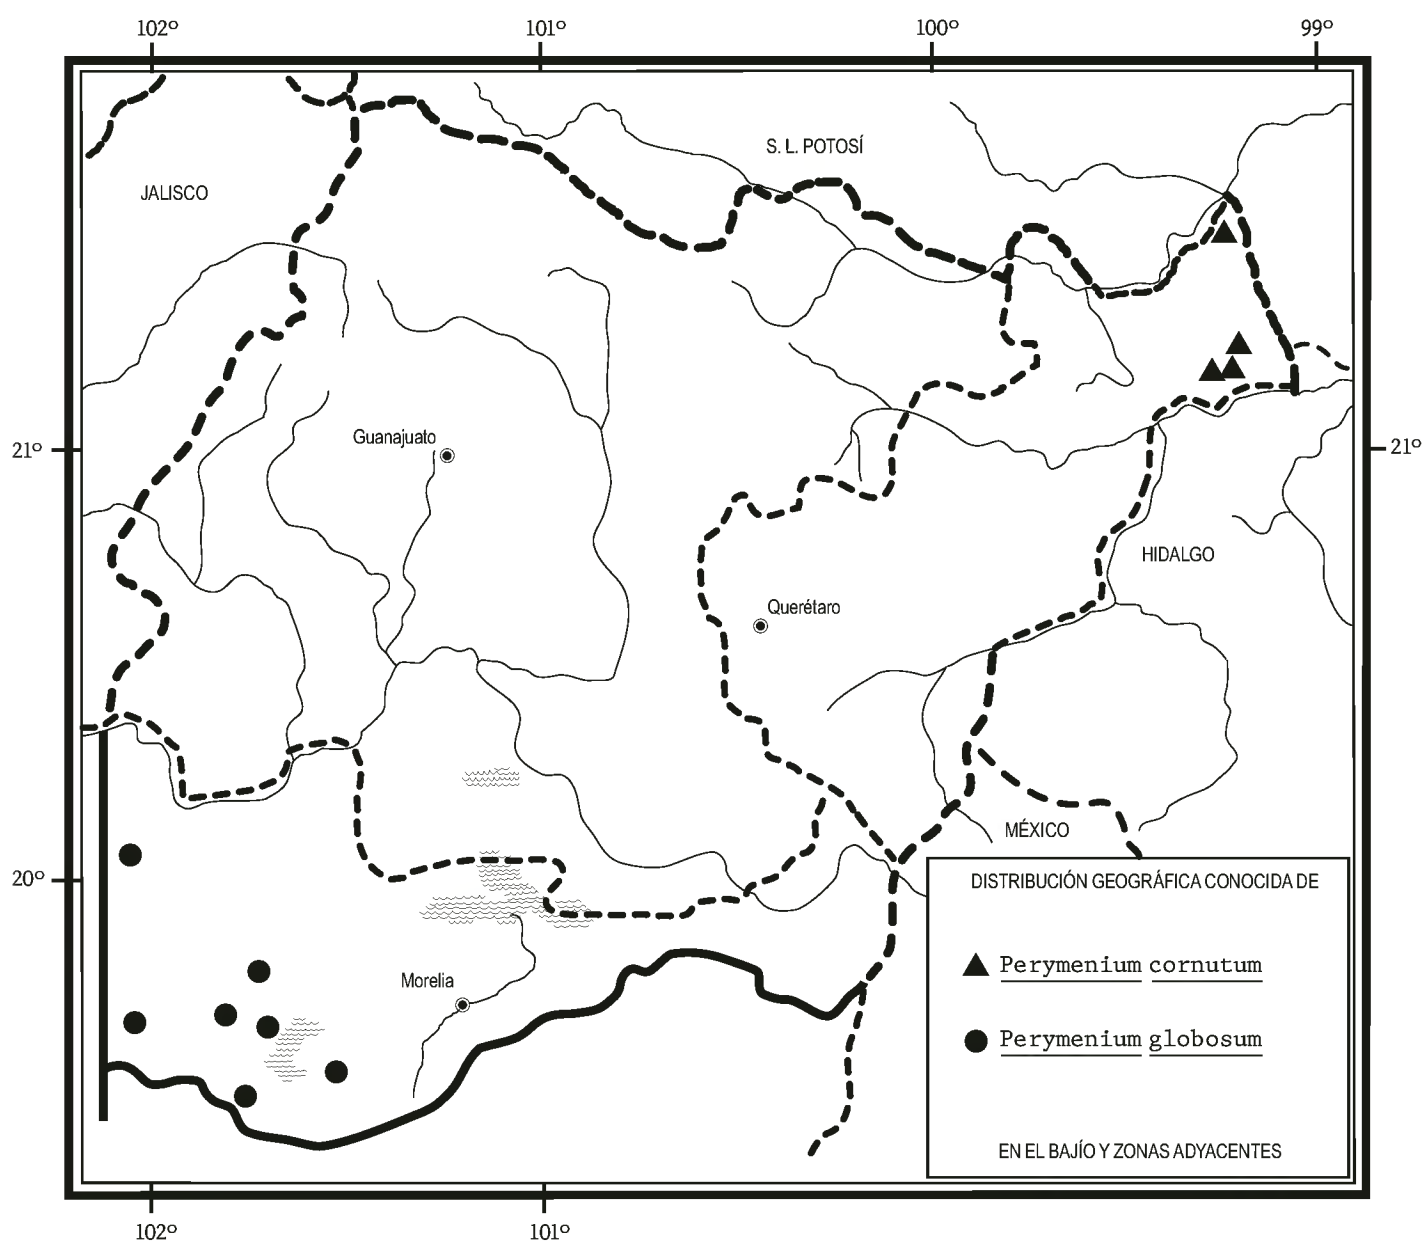 102º 101º 100º 99º
S. L. POTOSÍ
JALISCO
Guanajuato
21º 21º
HIDALGO
Querétaro
MÉXICO
20º
DISTRIBUCIÓN GEOGRÁFICA CONOCIDA DE
Perymenium cornutum
Morelia
Perymenium globosum
EN EL BAJÍO Y ZONAS ADYACENTES
102º 101º